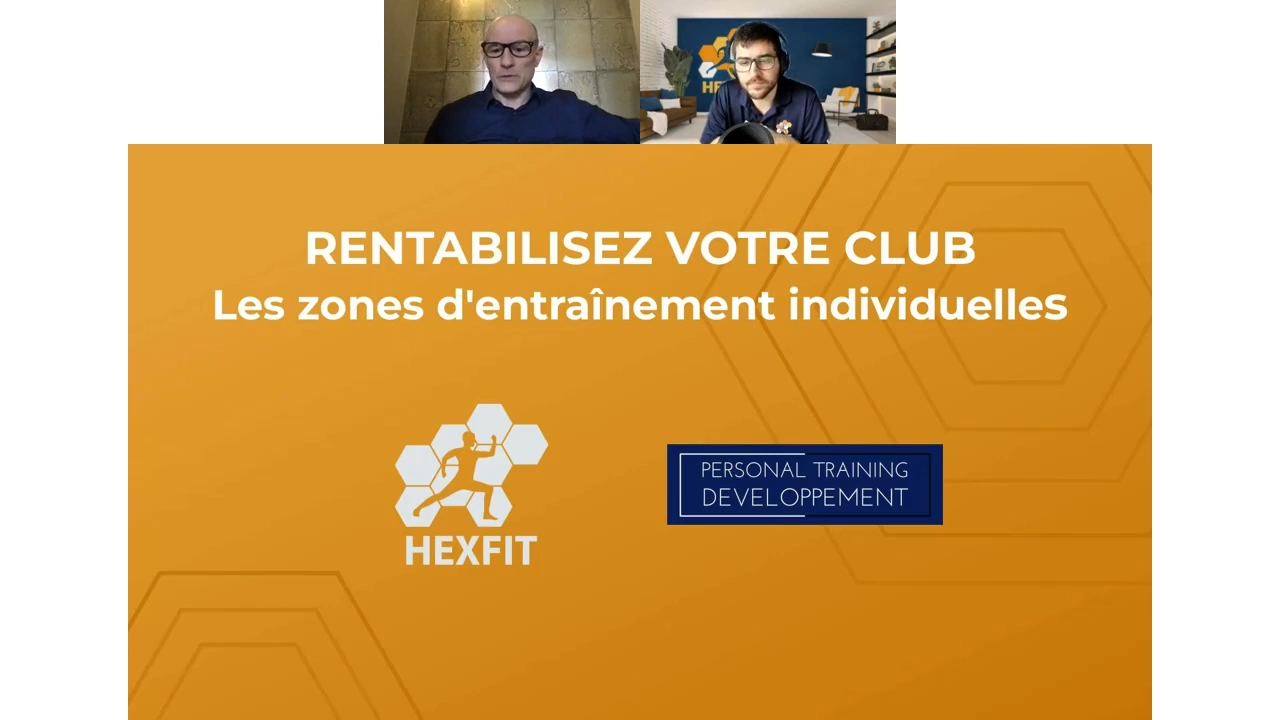 RENTABILISEZ VOTRE CLUB
Les zones d'entraînement individuelles
HEXFIT
PERSONAL TRAINING
DEVELOPPEMENT